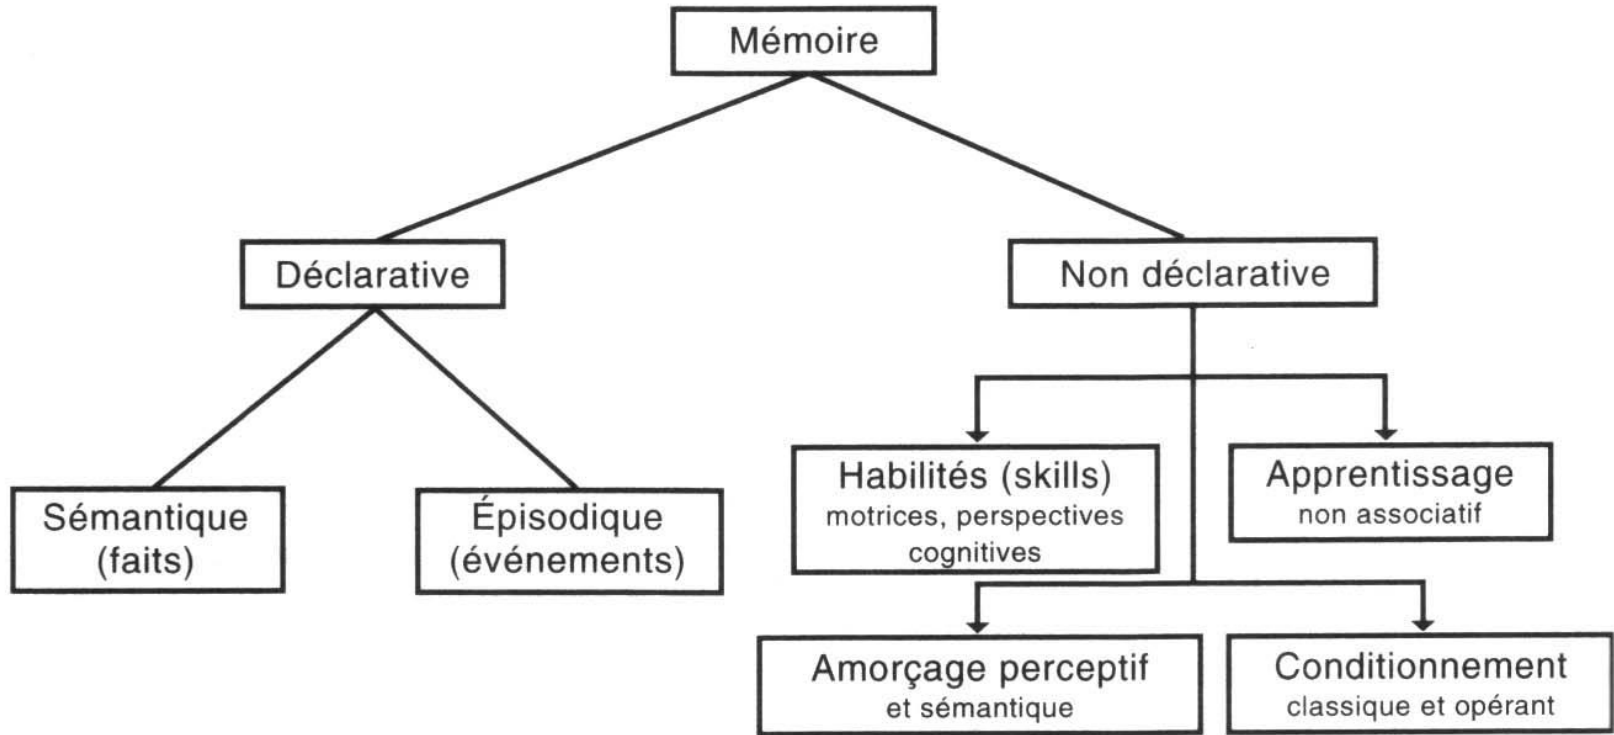 Mémoire
Déclarative
Non déclarative
Sémantique
(faits)
Épisodique
(événements)
Habilités (skills)
motrices, perspectives
cognitives
Apprentissage
non associatif
Amorçage perceptif
et sémantique
Conditionnement
classique et opérant